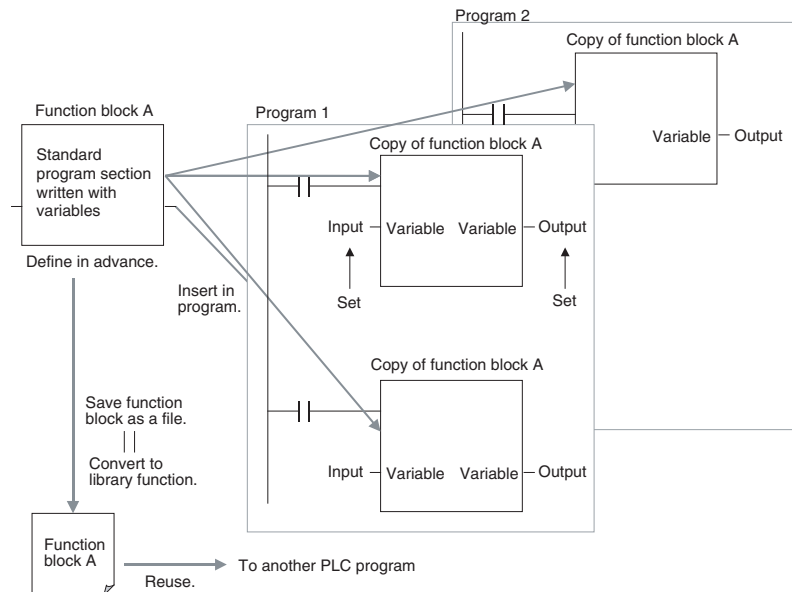 Program 2
Copy of function block A
Variable
Output
Program 1
Function block A
Standard
program section
written with
variables
Define in advance.
Insert in
program.
Copy of function block A
Input
Variable
Variable
Output
Set
Set
Copy of function block A
Input
Variable
Variable
Output
Save function
block as a file.
Convert to
library function.
Function
block A
Reuse.
To another PLC program